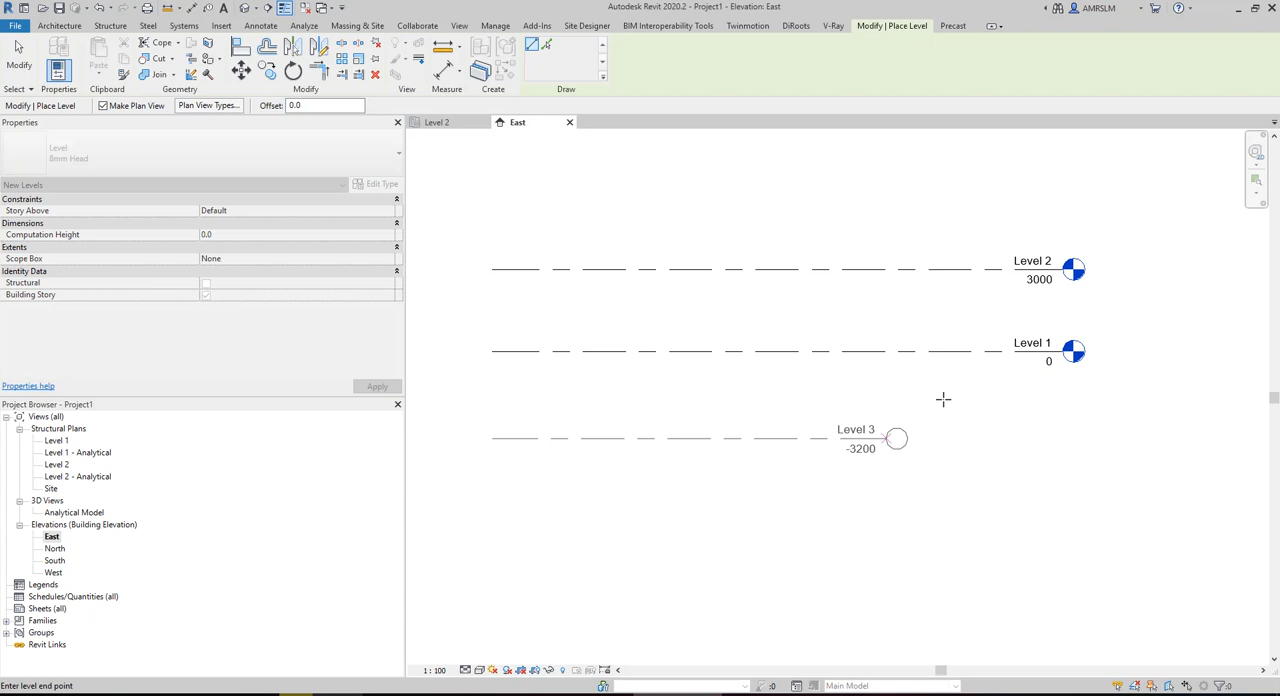 Autodesk Revit 2020.2 - Project1 - Elevation: East
AMRSLM
File Architecture Structure Steel Systems Insert Annotate Analyze Massing & Site Collaborate View Manage Add-Ins Site Designer BIM Interoperability Tools Twinmotion DiRoots V-Ray Modify | Place Level Precast
Modify
Paste
Cope
Cut
Join
Select Properties Clipboard Geometry Modify View Measure Create Draw
Modify | Place Level Make Plan View Plan View Types... Offset: 0.0
Properties
Level 2
East
Level
8mm Head
New Levels
Edit Type
Constraints
Story Above Default
Dimensions
Computation Height 0.0
Extents
Scope Box None
Identity Data
Structural
Building Story
Properties help
Apply
Project Browser - Project1
Views (all)
Structural Plans
Level 1
Level 1 - Analytical
Level 2
Level 2 - Analytical
Site
3D Views
Analytical Model
Elevations (Building Elevation)
East
North
South
West
Legends
Schedules/Quantities (all)
Sheets (all)
Families
Groups
Revit Links
Level 2
3000
Level 1
0
Level 3
-3200
1 : 100
Enter level end point
:0
Main Model
:0